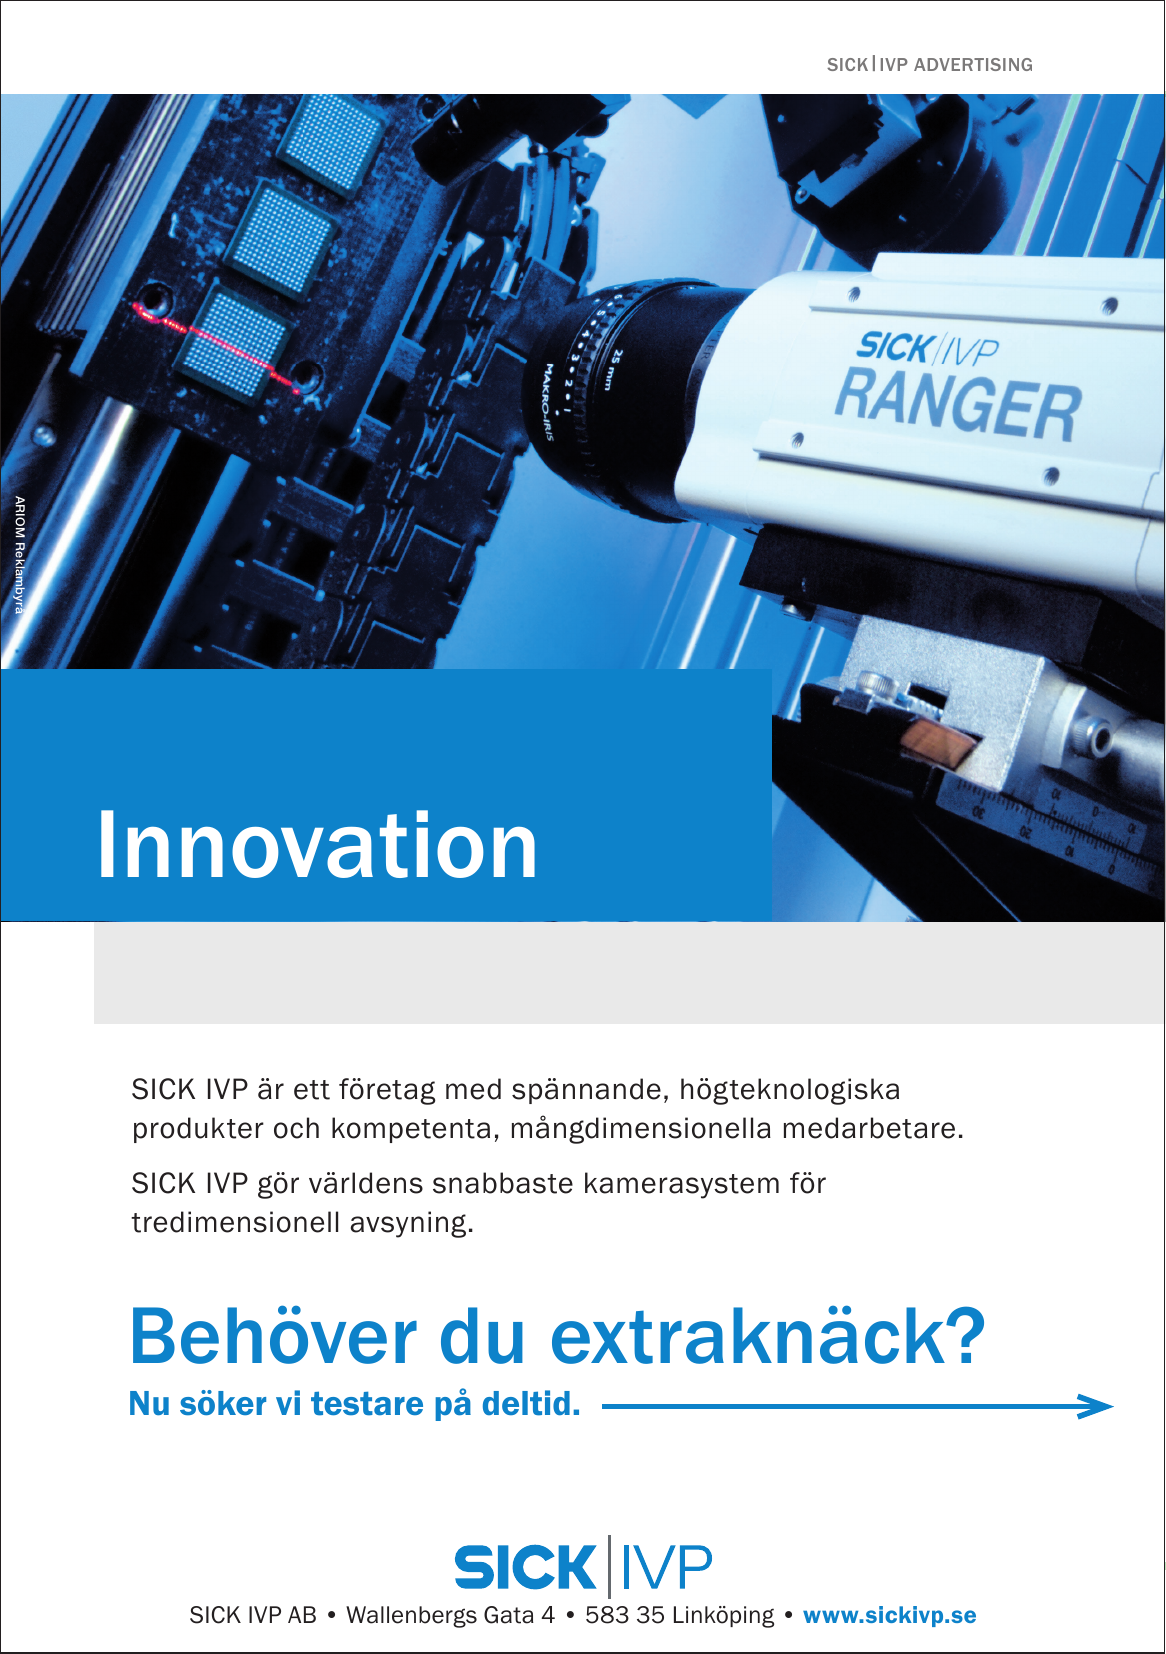 SICK|IVP ADVERTISING
SICK|IVP
RANGER
25 mm
MAKRO-IRIS
ARIOM Reklambyrå
Innovation
SICK IVP är ett företag med spännande, högteknologiska
produkter och kompetenta, mångdimensionella medarbetare.
SICK IVP gör världens snabbaste kamerasystem för
tredimensionell avsyning.
Behöver du extraknäck?
Nu söker vi testare på deltid.
SICK|IVP
SICK IVP AB • Wallenbergs Gata 4 • 583 35 Linköping • www.sickivp.se